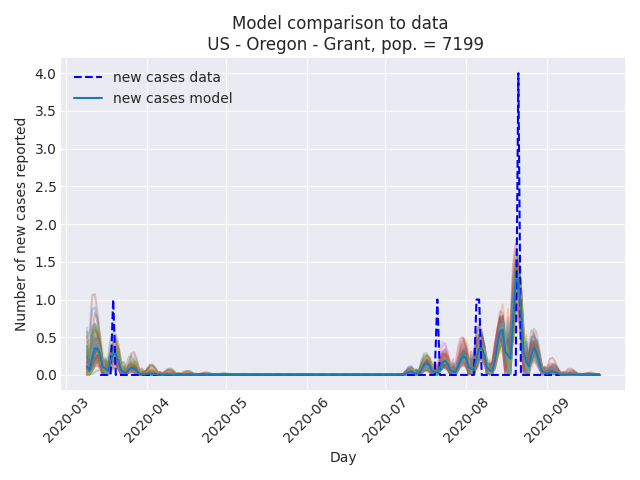 Model comparison to data
US - Oregon - Grant, pop. = 7199
new cases data
new cases model
Number of new cases reported
4.0
3.5
3.0
2.5
2.0
1.5
1.0
0.5
0.0
2020-03
2020-04
2020-05
2020-06
2020-07
2020-08
2020-09
Day